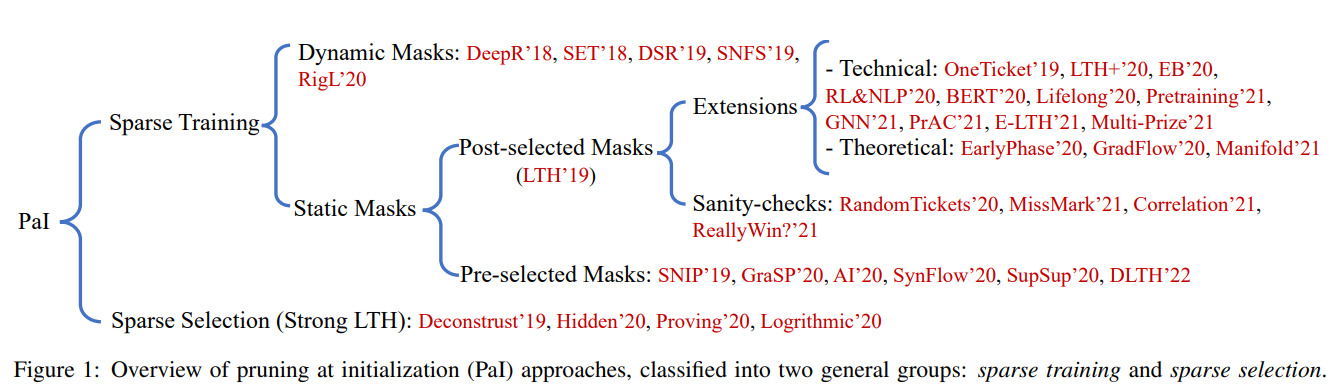 PaI
Sparse Training
Dynamic Masks: DeepR’18, SET’18, DSR’19, SNFS’19,
RigL’20
Static Masks
Post-selected Masks
(LTH’19)
Extensions
- Technical: OneTicket’19, LTH+’20, EB’20,
RL&NLP’20, BERT’20, Lifelong’20, Pretraining’21,
GNN’21, PrAC’21, E-LTH’21, Multi-Prize’21
- Theoretical: EarlyPhase’20, GradFlow’20, Manifold’21
Sanity-checks: RandomTickets’20, MissMark’21, Correlation’21,
ReallyWin?’21
Pre-selected Masks: SNIP’19, GraSP’20, AI’20, SynFlow’20, SupSup’20, DLTH’22
Sparse Selection (Strong LTH): Deconstrust’19, Hidden’20, Proving’20, Logrithmic’20
Figure 1: Overview of pruning at initialization (PaI) approaches, classified into two general groups: sparse training and sparse selection.